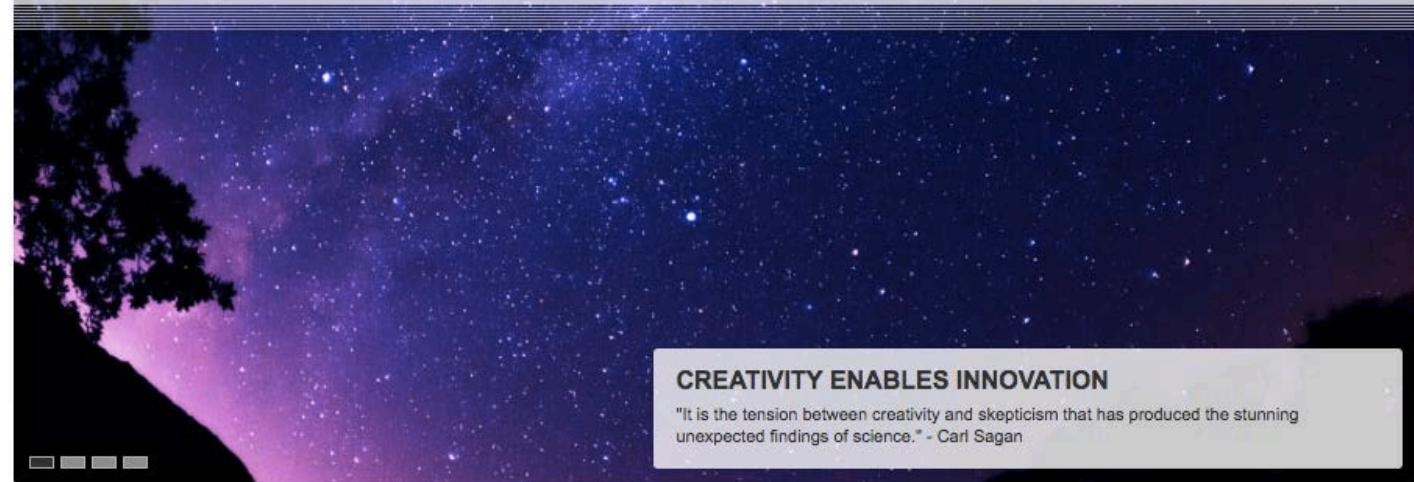 CREATIVITY ENABLES INNOVATION
"It is the tension between creativity and skepticism that has produced the stunning
unexpected findings of science." - Carl Sagan